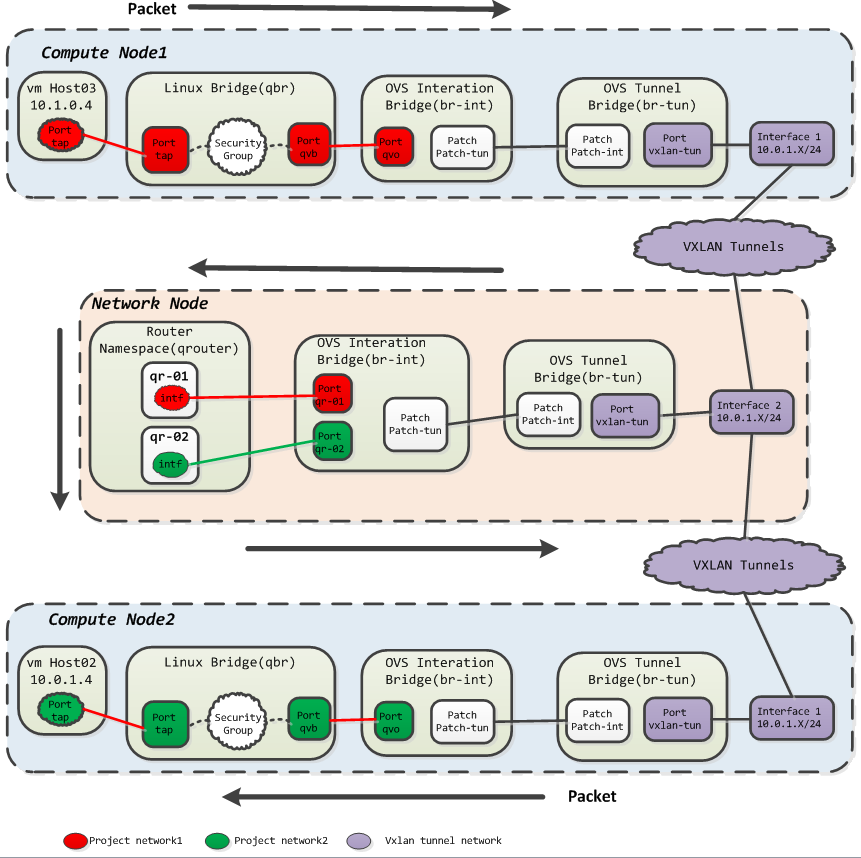 Packet
Compute Node1
vm Host03
10.1.0.4
Port
tap
Linux Bridge(qbr)
Port
tap
Security
Group
Port
qvb
OVS Interation
Bridge(br-int)
Port
qvo
Patch
Patch-tun
OVS Tunnel
Bridge(br-tun)
Patch
Patch-int
Port
vxlan-tun
Interface 1
10.0.1.X/24
VXLAN Tunnels
Network Node
Router
Namespace(qrouter)
qr-01
intf
qr-02
intf
OVS Interation
Bridge(br-int)
Port
qr-01
Port
qr-02
Patch
Patch-tun
OVS Tunnel
Bridge(br-tun)
Patch
Patch-int
Port
vxlan-tun
Interface 2
10.0.1.X/24
VXLAN Tunnels
Compute Node2
vm Host02
10.0.1.4
Port
tap
Linux Bridge(qbr)
Port
tap
Security
Group
Port
qvb
OVS Interation
Bridge(br-int)
Port
qvo
Patch
Patch-tun
OVS Tunnel
Bridge(br-tun)
Patch
Patch-int
Port
vxlan-tun
Interface 1
10.0.1.X/24
Packet
Project network1
Project network2
Vxlan tunnel network